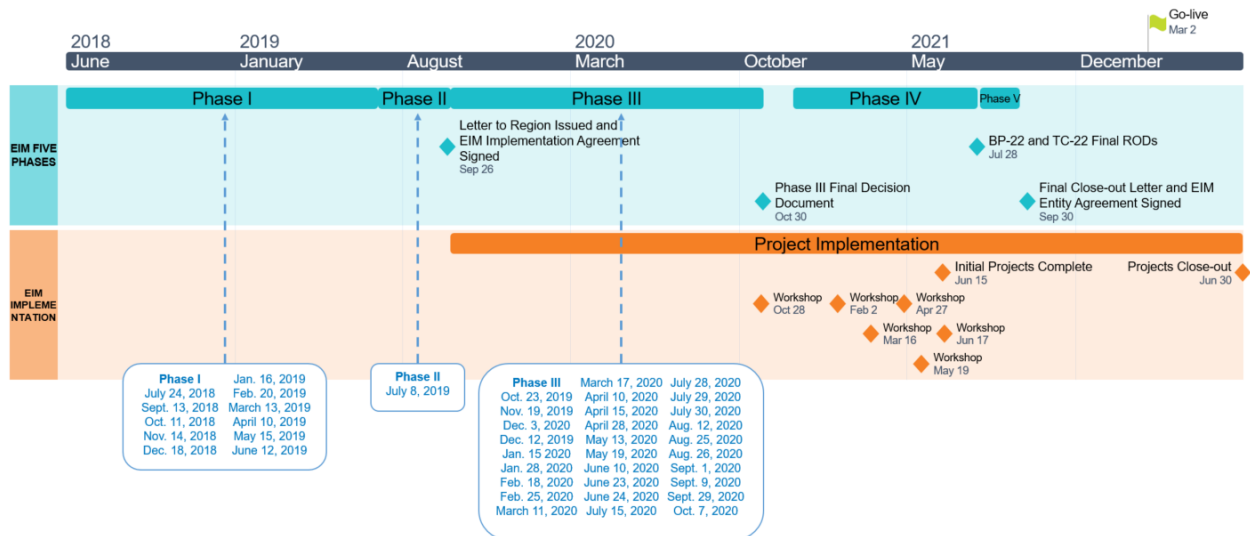 Go-live
Mar 2
2018
2019
2020
2021
June
January
August
March
October
May
December
EIM FIVE
PHASES
Phase I
Phase II
Phase III
Phase IV
Phase V
Letter to Region Issued and
EIM Implementation Agreement
Signed
Sep 26
BP-22 and TC-22 Final RODs
Jul 28
Phase III Final Decision
Document
Oct 30
Final Close-out Letter and EIM
Entity Agreement Signed
Sep 30
EIM
IMPLEME
NTATION
Project Implementation
Initial Projects Complete
Jun 15
Projects Close-out
Jun 30
Workshop
Oct 28
Workshop
Feb 2
Workshop
Apr 27
Workshop
Mar 16
Workshop
Jun 17
Workshop
May 19
Phase I
July 24, 2018
Sept. 13, 2018
Oct. 11, 2018
Nov. 14, 2018
Dec. 18, 2018
Jan. 16, 2019
Feb. 20, 2019
March 13, 2019
April 10, 2019
May 15, 2019
June 12, 2019
Phase II
July 8, 2019
Phase III
Oct. 23, 2019
Nov. 19, 2019
Dec. 3, 2020
Dec. 12, 2019
Jan. 15 2020
Jan. 28, 2020
Feb. 18, 2020
Feb. 25, 2020
March 11, 2020
March 17, 2020
April 10, 2020
April 15, 2020
April 28, 2020
May 13, 2020
May 19, 2020
June 10, 2020
June 23, 2020
June 24, 2020
July 15, 2020
July 28, 2020
July 29, 2020
July 30, 2020
Aug. 12, 2020
Aug. 25, 2020
Aug. 26, 2020
Sept. 1, 2020
Sept. 9, 2020
Sept. 29, 2020
Oct. 7, 2020